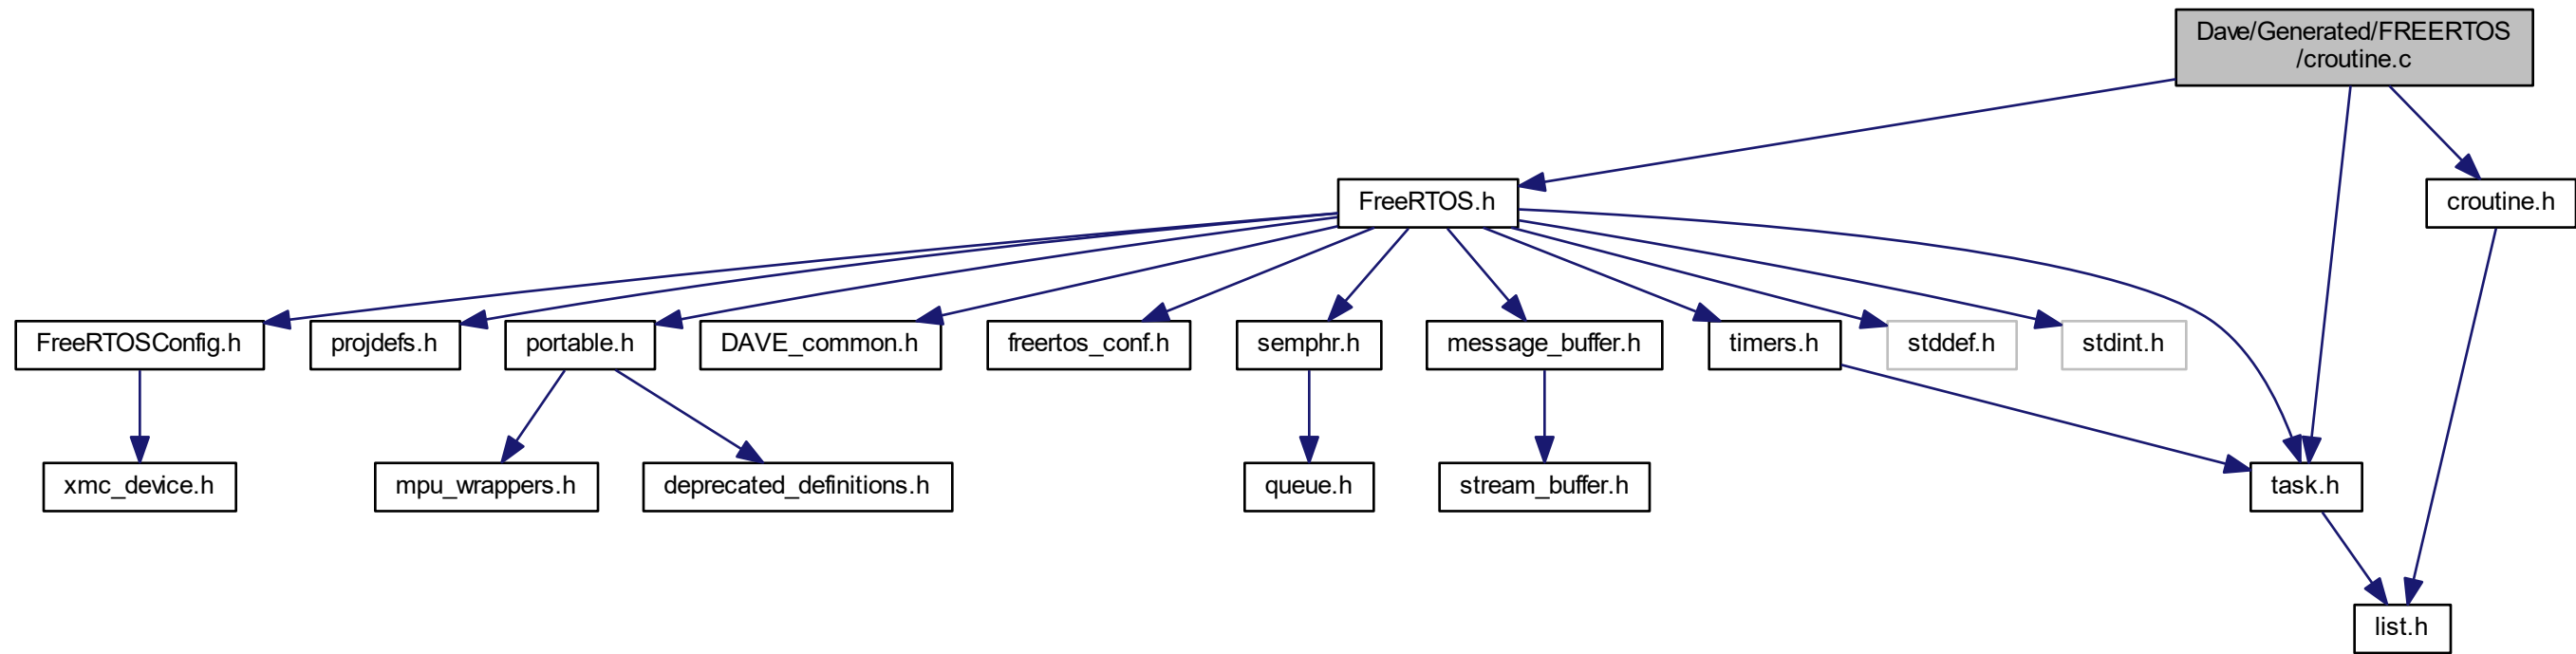 Dave/Generated/FREERTOS
/croutine.c
FreeRTOS.h
croutine.h
FreeRTOSConfig.h
projdefs.h
portable.h
DAVE_common.h
freertos_conf.h
semphr.h
message_buffer.h
timers.h
stddef.h
stdint.h
xmc_device.h
mpu_wrappers.h
deprecated_definitions.h
queue.h
stream_buffer.h
task.h
list.h